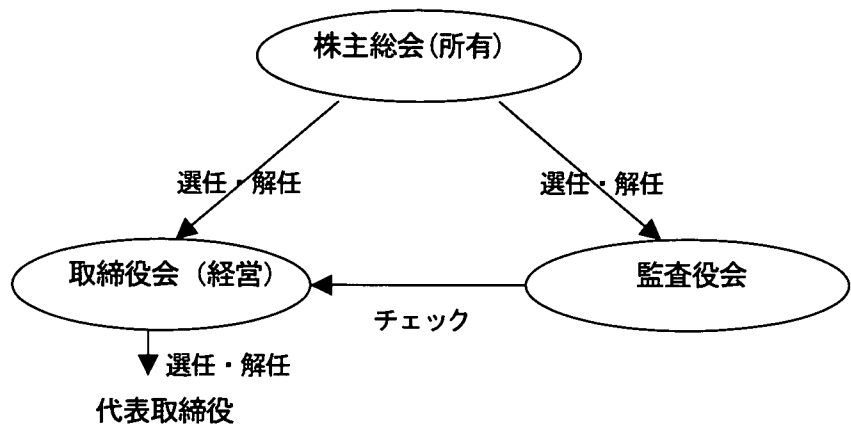 株主総会（所有）
選任・解任
選任・解任
取締役会（経営）
監査役会
チェック
選任・解任
代表取締役